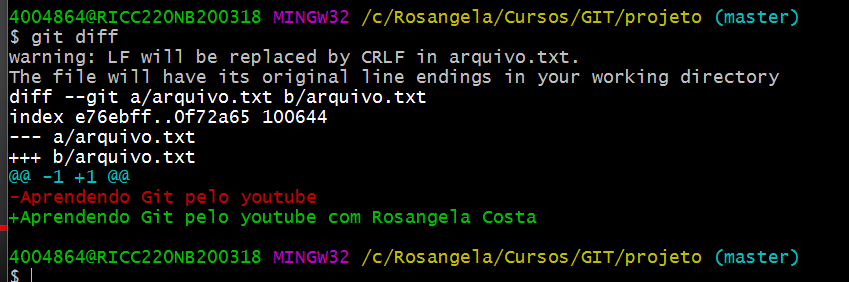 4004864@RICC22ONB200318 MINGW32 /c/Rosangela/Cursos/GIT/projeto (master)
$ git diff
warning: LF will be replaced by CRLF in arquivo.txt.
The file will have its original line endings in your working directory
diff --git a/arquivo.txt b/arquivo.txt
index e76ebff..0f72a65 100644
--- a/arquivo.txt
+++ b/arquivo.txt
@@ -1 +1 @@
-Aprendendo Git pelo youtube
+Aprendendo Git pelo youtube com Rosangela Costa
4004864@RICC22ONB200318 MINGW32 /c/Rosangela/Cursos/GIT/projeto (master)
$